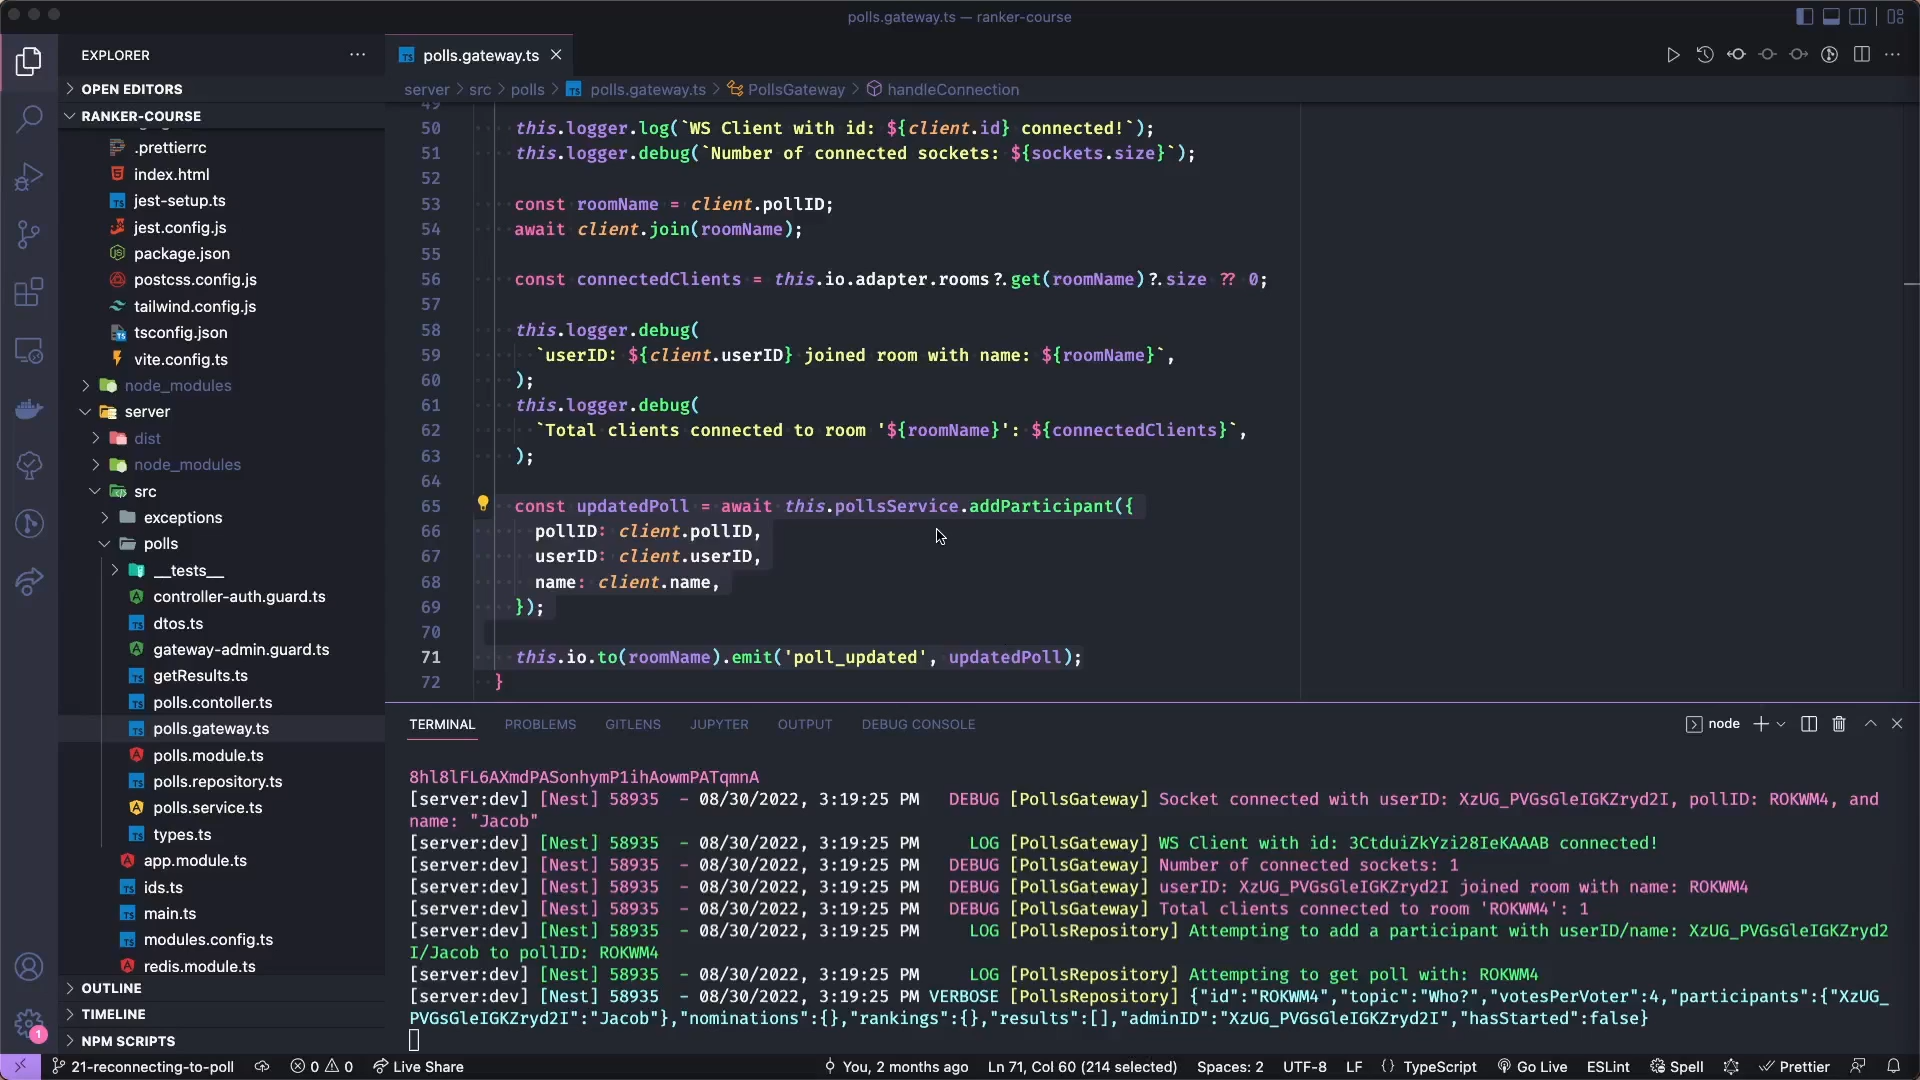 polls.gateway.ts — ranker-course
EXPLORER
OPEN EDITORS
RANKER-COURSE
.prettierrc
index.html
jest-setup.ts
jest.config.js
package.json
postcss.config.js
tailwind.config.js
tsconfig.json
vite.config.ts
node_modules
server
dist
node_modules
src
exceptions
polls
__tests__
controller-auth.guard.ts
dtos.ts
gateway-admin.guard.ts
getResults.ts
polls.contoller.ts
polls.gateway.ts
polls.module.ts
polls.repository.ts
polls.service.ts
types.ts
app.module.ts
ids.ts
main.ts
modules.config.ts
redis.module.ts
OUTLINE
TIMELINE
NPM SCRIPTS
polls.gateway.ts
server > src > polls > polls.gateway.ts > PollsGateway > handleConnection
49
50 this.logger.log(`WS Client with id: ${client.id} connected!`);
51 this.logger.debug(`Number of connected sockets: ${sockets.size}`);
52
53 const roomName = client.pollID;
54 await client.join(roomName);
55
56 const connectedClients = this.io.adapter.rooms?.get(roomName)?.size ?? 0;
57
58 this.logger.debug(
59 `userID: ${client.userID} joined room with name: ${roomName}`,
60 );
61 this.logger.debug(
62 `Total clients connected to room '${roomName}': ${connectedClients}`,
63 );
64
65 const updatedPoll = await this.pollsService.addParticipant({
66 pollID: client.pollID,
67 userID: client.userID,
68 name: client.name,
69 });
70
71 this.io.to(roomName).emit('poll_updated', updatedPoll);
72 }
TERMINAL PROBLEMS GITLENS JUPYTER OUTPUT DEBUG CONSOLE node
8hl8lFL6AXmdPASonhymP1ihAowmPATqmnA
[server:dev] [Nest] 58935 - 08/30/2022, 3:19:25 PM DEBUG [PollsGateway] Socket connected with userID: XzUG_PVGsGleIGKZryd2I, pollID: ROKWM4, and
name: "Jacob"
[server:dev] [Nest] 58935 - 08/30/2022, 3:19:25 PM LOG [PollsGateway] WS Client with id: 3CtduiZkYzi28IeKAAAB connected!
[server:dev] [Nest] 58935 - 08/30/2022, 3:19:25 PM DEBUG [PollsGateway] Number of connected sockets: 1
[server:dev] [Nest] 58935 - 08/30/2022, 3:19:25 PM DEBUG [PollsGateway] userID: XzUG_PVGsGleIGKZryd2I joined room with name: ROKWM4
[server:dev] [Nest] 58935 - 08/30/2022, 3:19:25 PM DEBUG [PollsGateway] Total clients connected to room 'ROKWM4': 1
[server:dev] [Nest] 58935 - 08/30/2022, 3:19:25 PM LOG [PollsRepository] Attempting to add a participant with userID/name: XzUG_PVGsGleIGKZryd2
I/Jacob to pollID: ROKWM4
[server:dev] [Nest] 58935 - 08/30/2022, 3:19:25 PM LOG [PollsRepository] Attempting to get poll with: ROKWM4
[server:dev] [Nest] 58935 - 08/30/2022, 3:19:25 PM VERBOSE [PollsRepository] {"id":"ROKWM4","topic":"Who?","votesPerVoter":4,"participants":{"XzUG_
PVGsGleIGKZryd2I":"Jacob"},"nominations":{},"rankings":{},"results":[],"adminID":"XzUG_PVGsGleIGKZryd2I","hasStarted":false}
1
21-reconnecting-to-poll 0 0 Live Share You, 2 months ago Ln 71, Col 60 (214 selected) Spaces: 2 UTF-8 LF {} TypeScript Go Live ESLint Spell Prettier